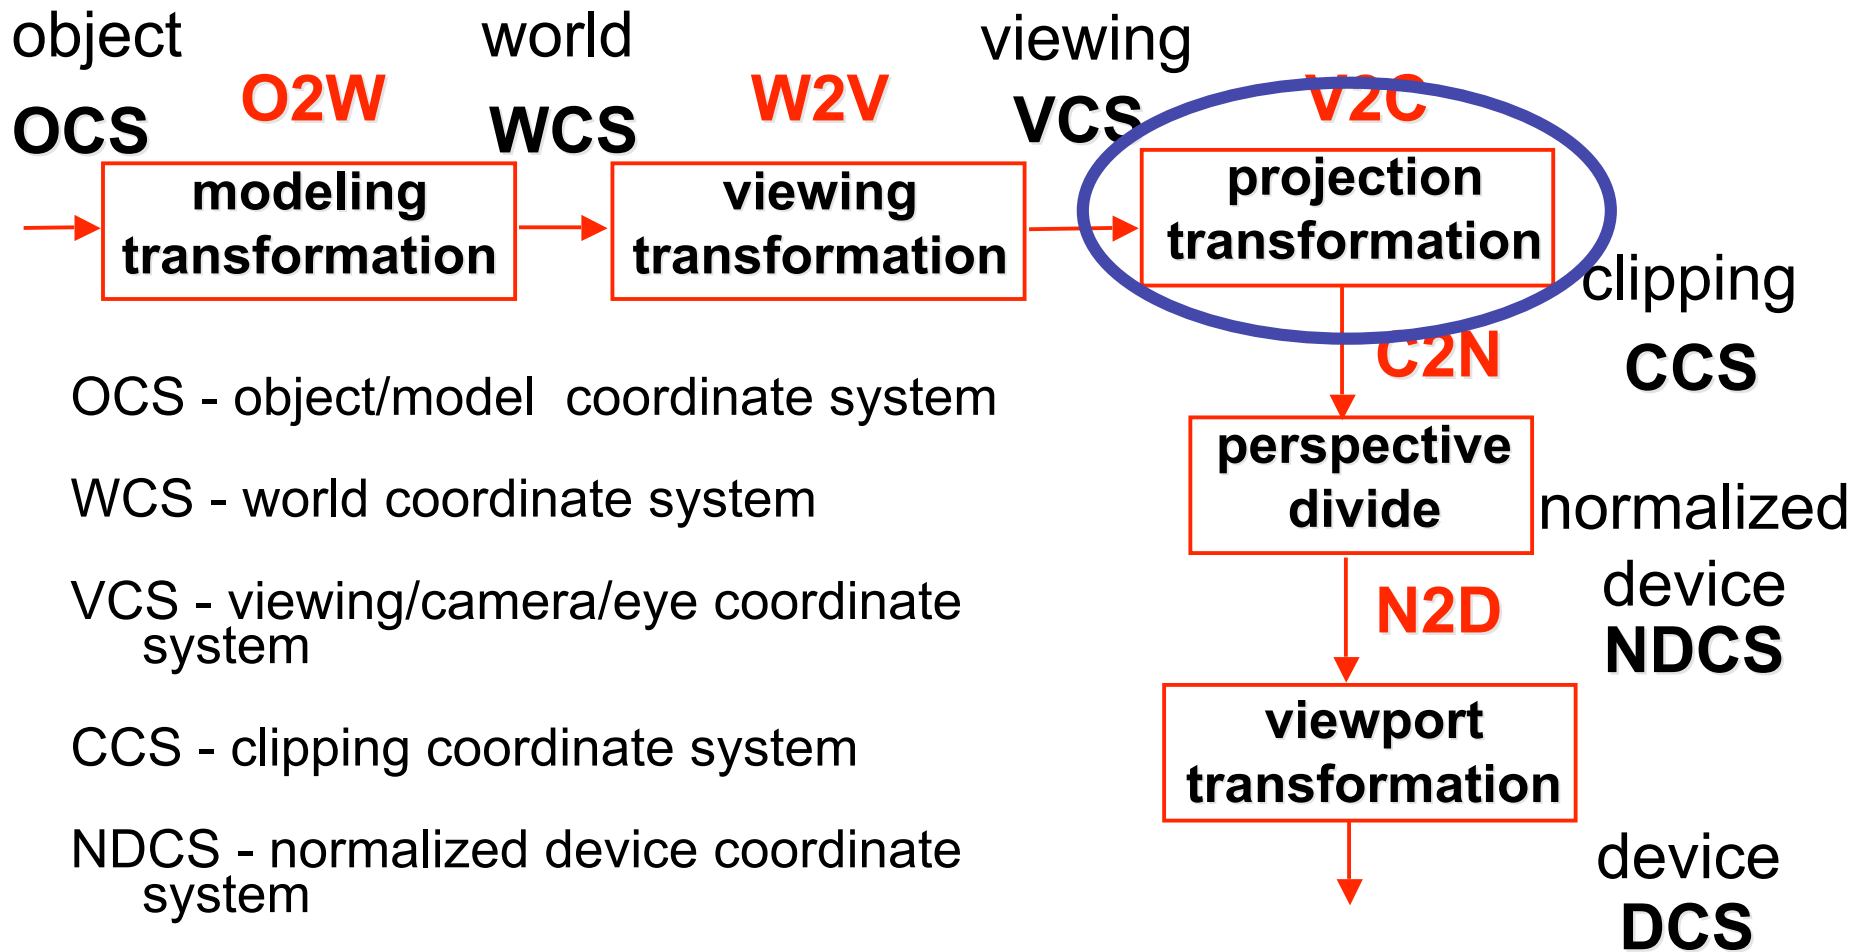 object
world
viewing
O2W
W2V
V2C
OCS
WCS
VCS
modeling
transformation
viewing
transformation
projection
transformation
clipping
CCS
C2N
OCS - object/model coordinate system
WCS - world coordinate system
VCS - viewing/camera/eye coordinate
system
CCS - clipping coordinate system
NDCS - normalized device coordinate
system
perspective
divide
normalized
device
NDCS
N2D
viewport
transformation
device
DCS